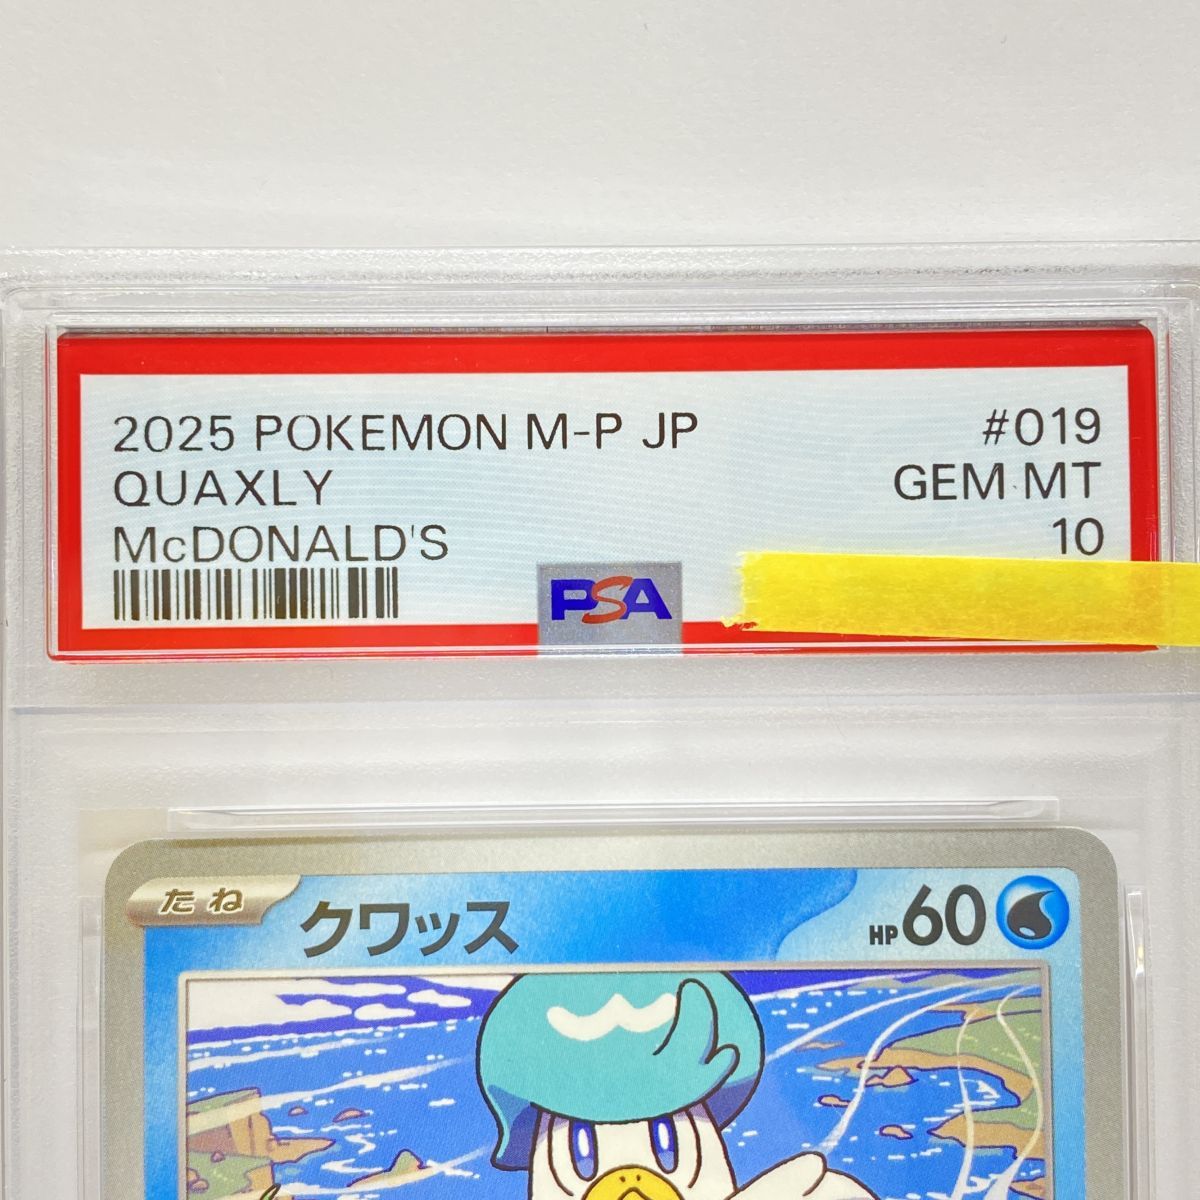 2025 POKEMON M-P JP #019
QUAXLY GEM MT
McDONALD'S 10
PSA
たね クワッス HP60